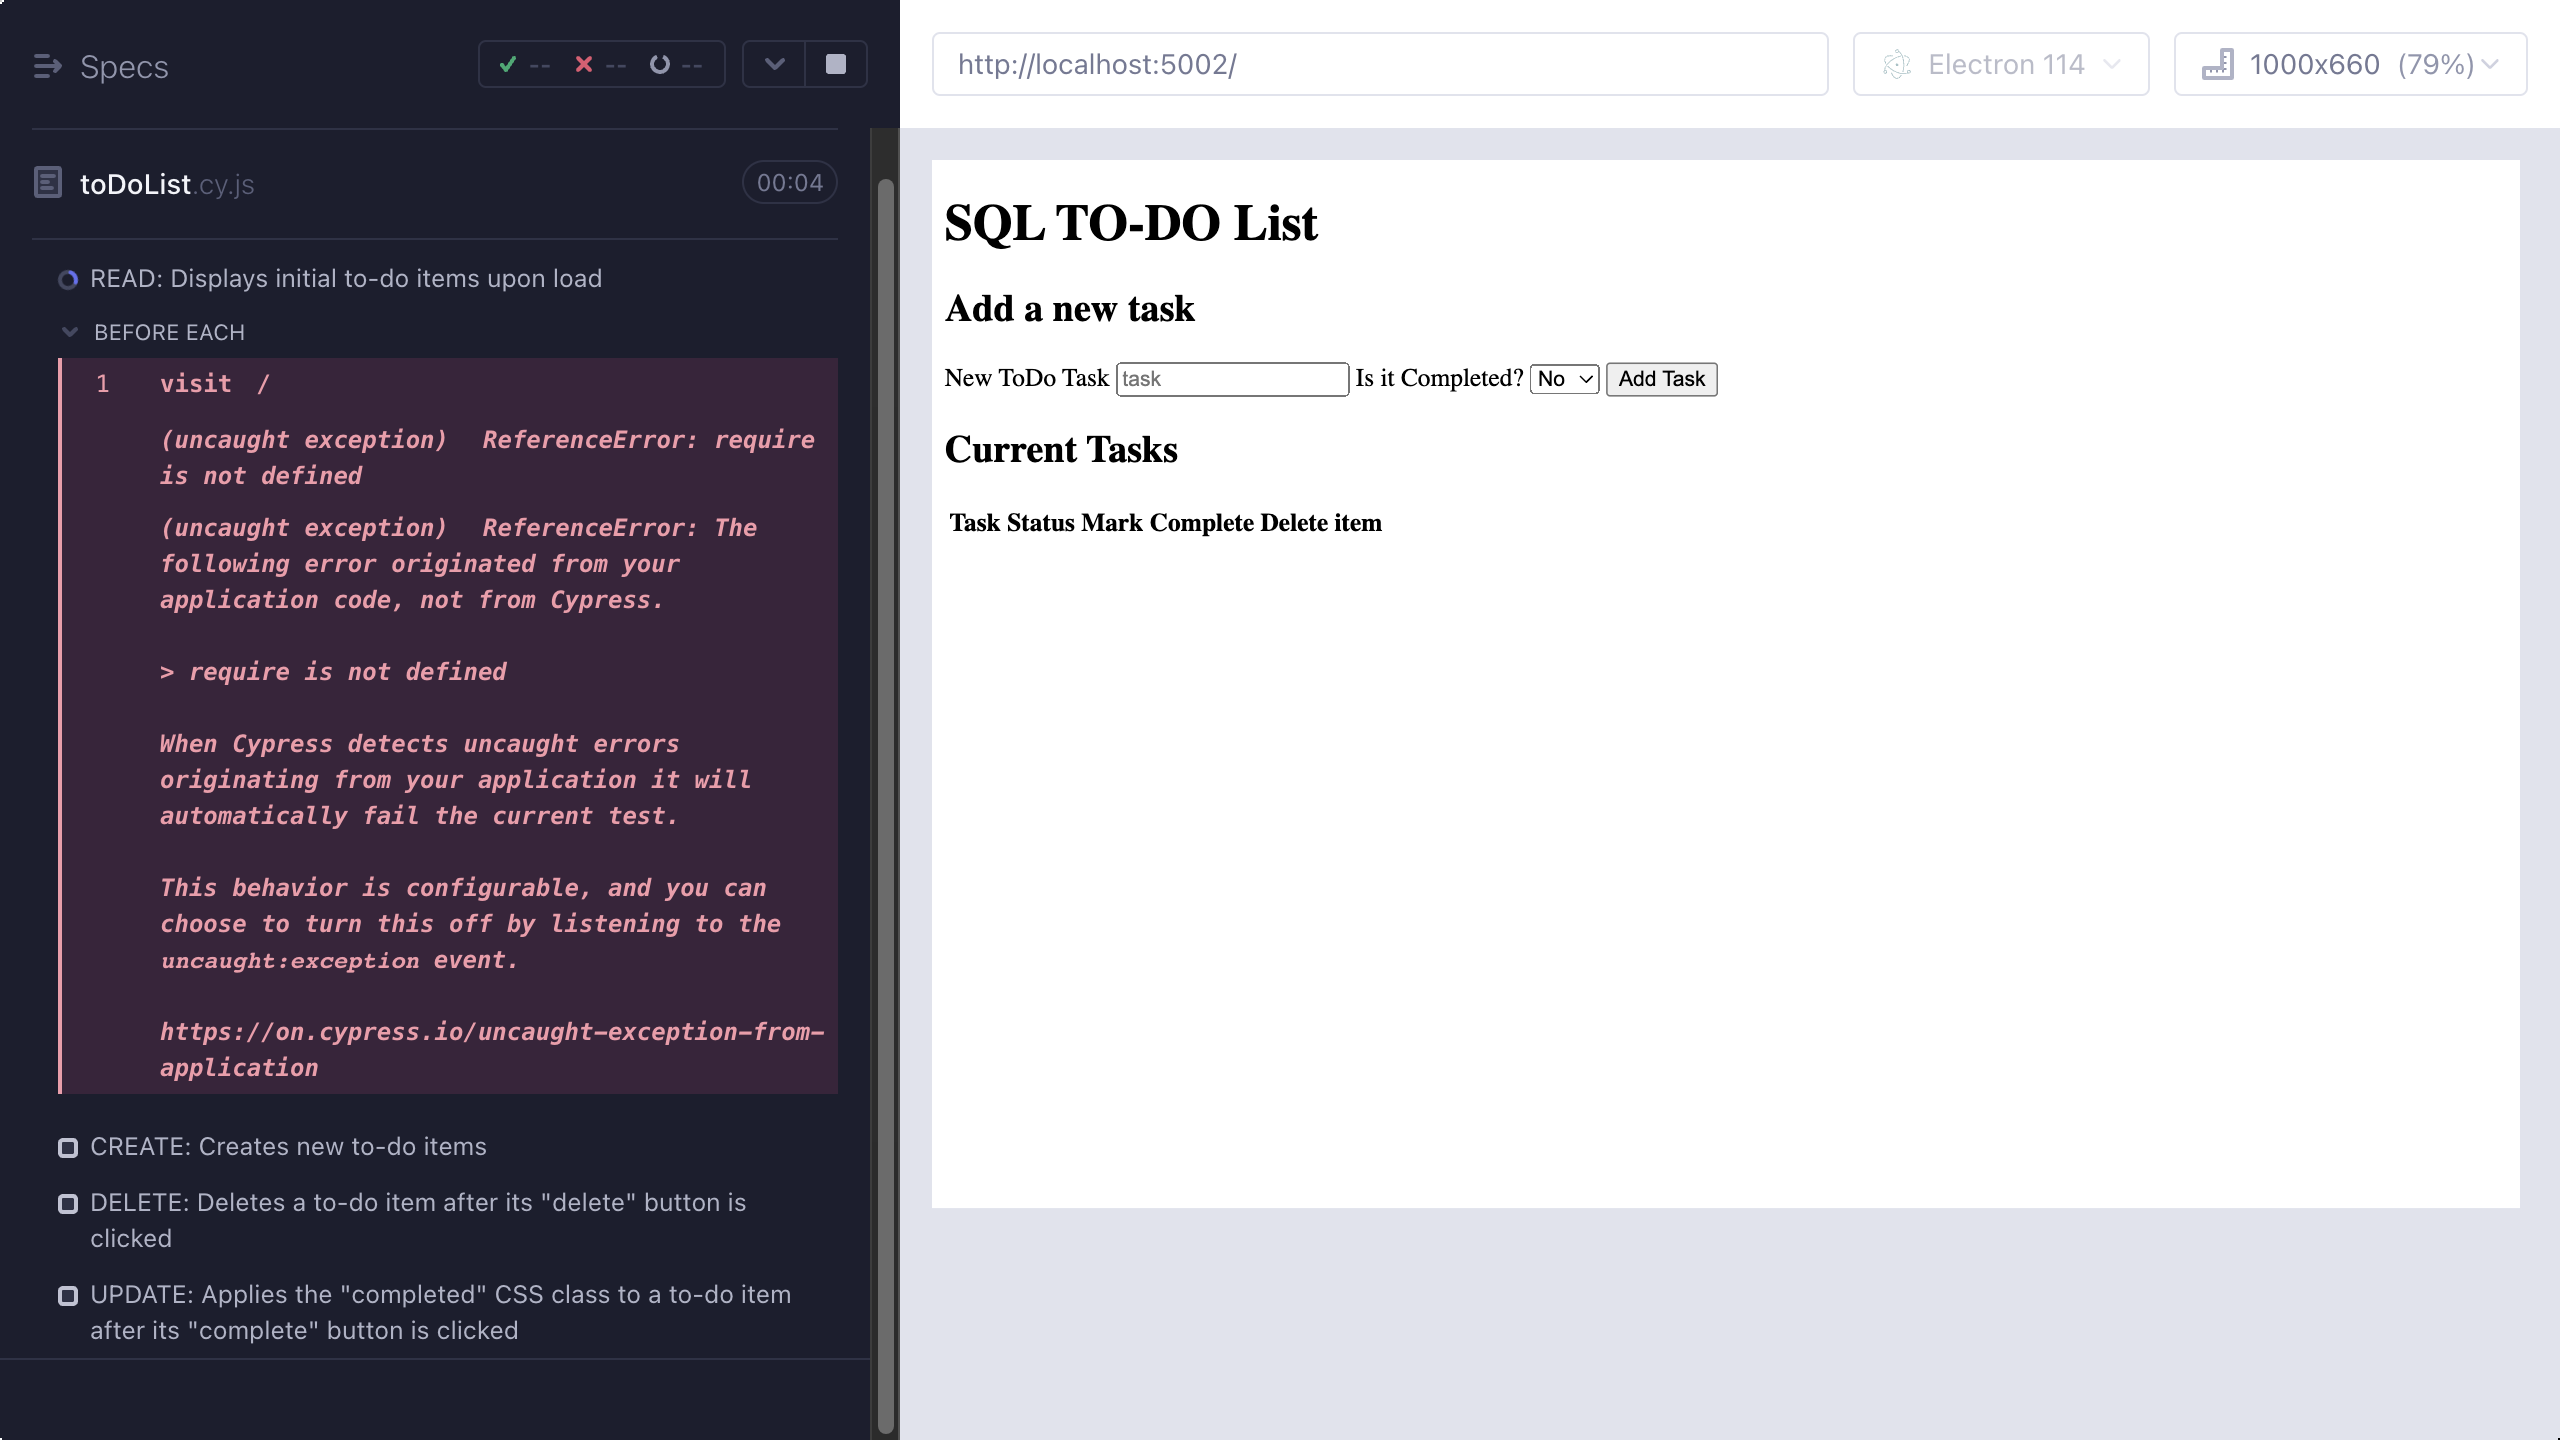 Specs
--
--
--
toDoList.cy.js
00:04
READ: Displays initial to-do items upon load
BEFORE EACH
1 visit /
(uncaught exception) ReferenceError: require
is not defined
(uncaught exception) ReferenceError: The
following error originated from your
application code, not from Cypress.
> require is not defined
When Cypress detects uncaught errors
originating from your application it will
automatically fail the current test.
This behavior is configurable, and you can
choose to turn this off by listening to the
uncaught:exception event.
https://on.cypress.io/uncaught-exception-from-
application
CREATE: Creates new to-do items
DELETE: Deletes a to-do item after its "delete" button is
clicked
UPDATE: Applies the "completed" CSS class to a to-do item
after its "complete" button is clicked
http://localhost:5002/
Electron 114
1000x660 (79%)
SQL TO-DO List
Add a new task
New ToDo Task task Is it Completed? No Add Task
Current Tasks
Task Status Mark Complete Delete item